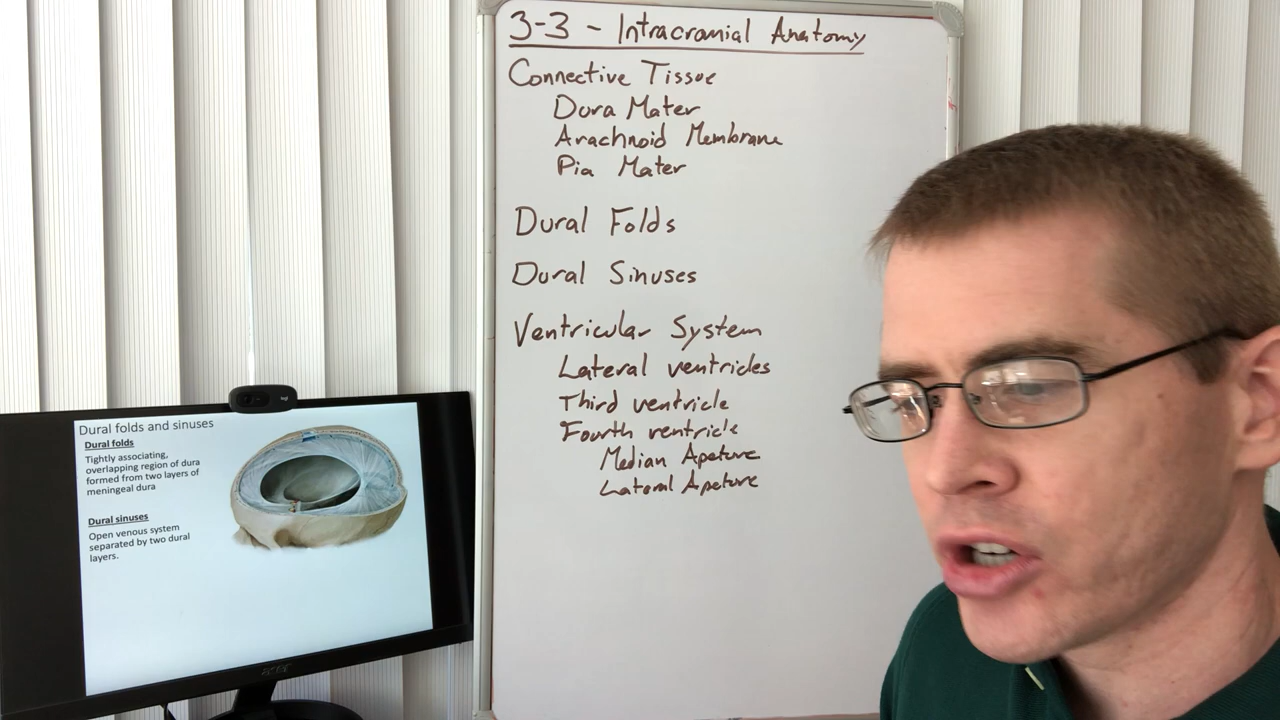 3-3 - Intracranial Anatomy
Connective Tissue
Dura Mater
Arachnoid Membrane
Pia Mater
Dural Folds
Dural Sinuses
Ventricular System
Lateral ventricles
Third ventricle
Fourth ventricle
Median Apeture
Lateral Apeture
Dural folds and sinuses
Dural folds
Tightly associating,
overlapping region of dura
formed from two layers of
meningeal dura
Dural sinuses
Open venous system
separated by two dural
layers.